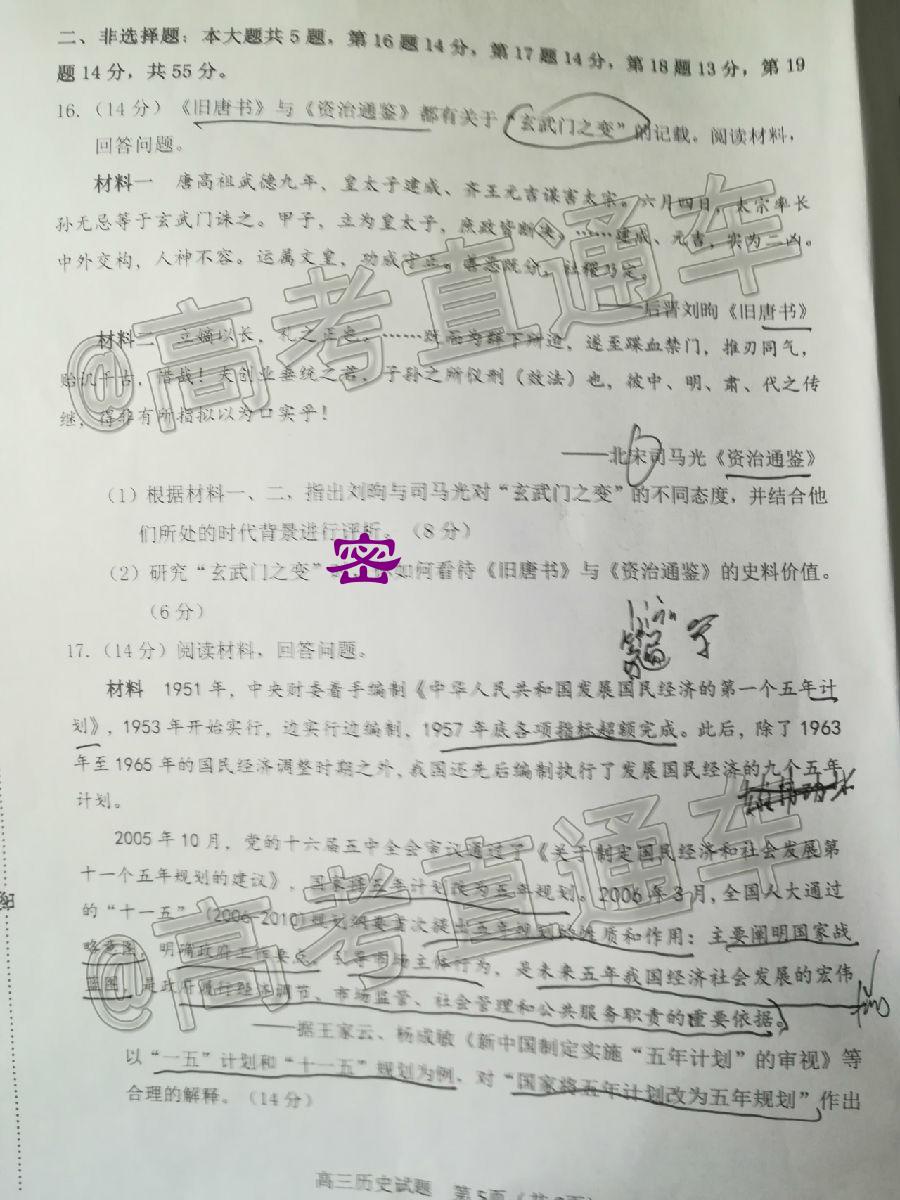 二、非选择题：本大题共5题，第16题14分，第17题14分，第18题13分，第19
题14分，共55分。
16.（14分）《旧唐书》与《资治通鉴》都有关于“玄武门之变”的记载。阅读材料，
回答问题。
材料一 唐高祖武德九年，皇太子建成、齐王元吉谋害太宗。六月四日，太宗率长
孙无忌等于玄武门诛之。甲子，立为皇太子，庶政皆断决。……建成、元吉，实为二凶。
中外交构，人神不容。运属文皇，功成守正。善恶既分，社稷乃定。
——后晋刘昫《旧唐书》
材料二 立嫡以长，礼之正也。……既而为群下所迫，遂至蹀血禁门，推刃同气，
贻讥千古，惜哉！夫创业垂统之君，子孙之所仪刑（效法）也，彼中、明、肃、代之传
继，得非有所指拟以为口实乎！
——北宋司马光《资治通鉴》
（1）根据材料一、二，指出刘昫与司马光对“玄武门之变”的不同态度，并结合他
们所处的时代背景进行评析。（8分）
密
（2）研究“玄武门之变” 如何看待《旧唐书》与《资治通鉴》的史料价值。
（6分）
17.（14分）阅读材料，回答问题。
材料 1951年，中央财委着手编制《中华人民共和国发展国民经济的第一个五年计
划》，1953年开始实行，边实行边编制，1957年底各项指标超额完成。此后，除了1963
年至1965年的国民经济调整时期之外，我国还先后编制执行了发展国民经济的九个五年
计划。
2005年10月，党的十六届五中全会审议通过了《关于制定国民经济和社会发展第
十一个五年规划的建议》，国家将五年计划改为五年规划。2006年3月，全国人大通过
的“十一五”（2006-2010）规划纲要首次提出五年规划的性质和作用：主要阐明国家战
略意图，明确政府工作重点，引导市场主体行为，是未来五年我国经济社会发展的宏伟
蓝图，是政府履行经济调节、市场监管、社会管理和公共服务职责的重要依据。
——据王家云、杨成敏《新中国制定实施“五年计划”的审视》等
以“一五”计划和“十一五”规划为例，对“国家将五年计划改为五年规划”作出
合理的解释。（14分）
@高考直通车
@高考直通车
高三历史试题 第5页